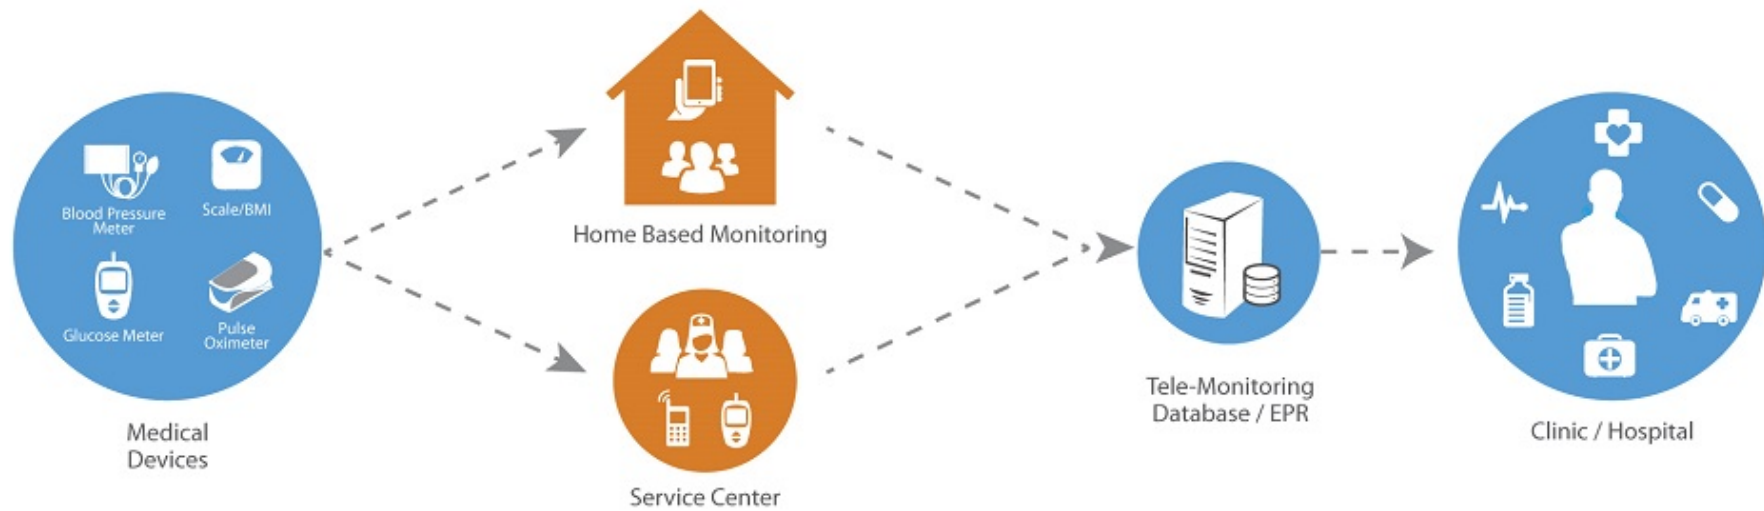 Blood Pressure
Meter
Scale/BMI
Glucose Meter
Pulse
Oximeter
Medical
Devices
Home Based Monitoring
Service Center
Tele-Monitoring
Database / EPR
Clinic / Hospital